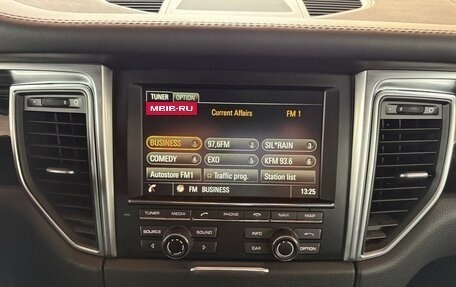 TUNER OPTION
MEIE-RU
Current Affairs FM 1
BUSINESS 1 97,6FM 2 SIL*RAIN 3
COMEDY 4 EXO 5 KFM 93.6 6
Autostore FM1 Traffic prog. Station list
FM BUSINESS 13:25
TUNER MEDIA PHONE NAVI MAP
SOURCE SOUND INFO
CAR OPTION